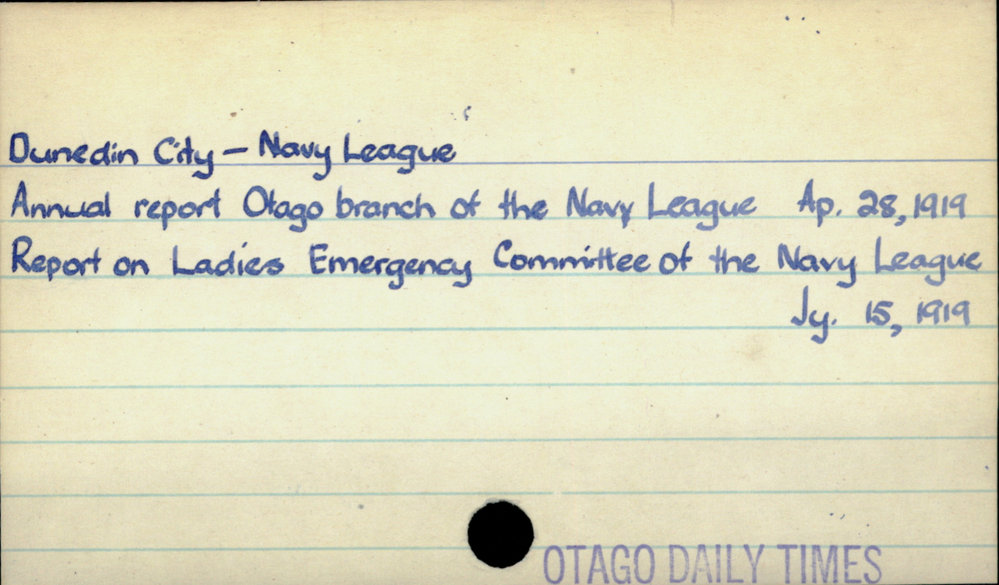 Dunedin City – Navy League
Annual report Otago branch of the Navy League Ap. 28, 1919
Report on Ladies Emergency Committee of the Navy League
Jy. 15, 1919
OTAGO DAILY TIMES